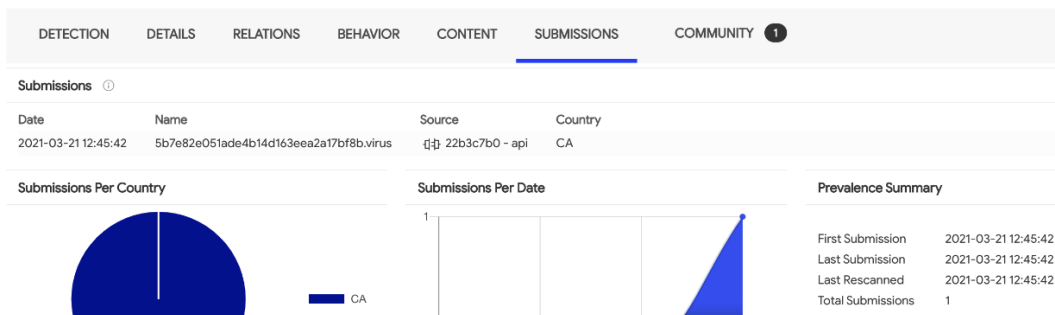 DETECTION DETAILS RELATIONS BEHAVIOR CONTENT SUBMISSIONS COMMUNITY 1
Submissions
Date Name Source Country
2021-03-21 12:45:42 5b7e82e051ade4b14d163eea2a17bf8b.virus 22b3c7b0 - api CA
Submissions Per Country
CA
Submissions Per Date
1
Prevalence Summary
First Submission 2021-03-21 12:45:42
Last Submission 2021-03-21 12:45:42
Last Rescanned 2021-03-21 12:45:42
Total Submissions 1